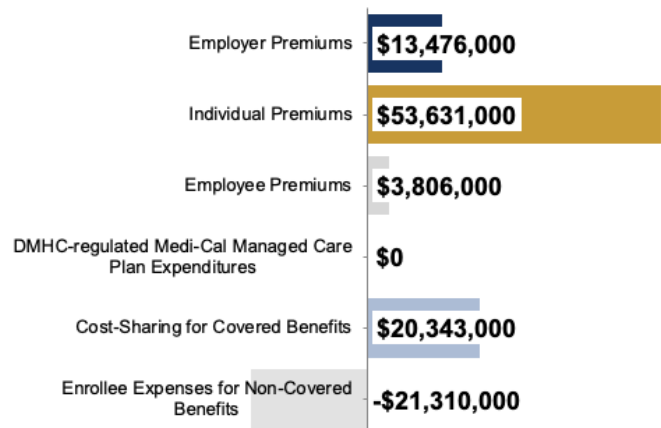 Employer Premiums
$13,476,000
Individual Premiums
$53,631,000
Employee Premiums
$3,806,000
DMHC-regulated Medi-Cal Managed Care
Plan Expenditures
$0
Cost-Sharing for Covered Benefits
$20,343,000
Enrollee Expenses for Non-Covered
Benefits
-$21,310,000